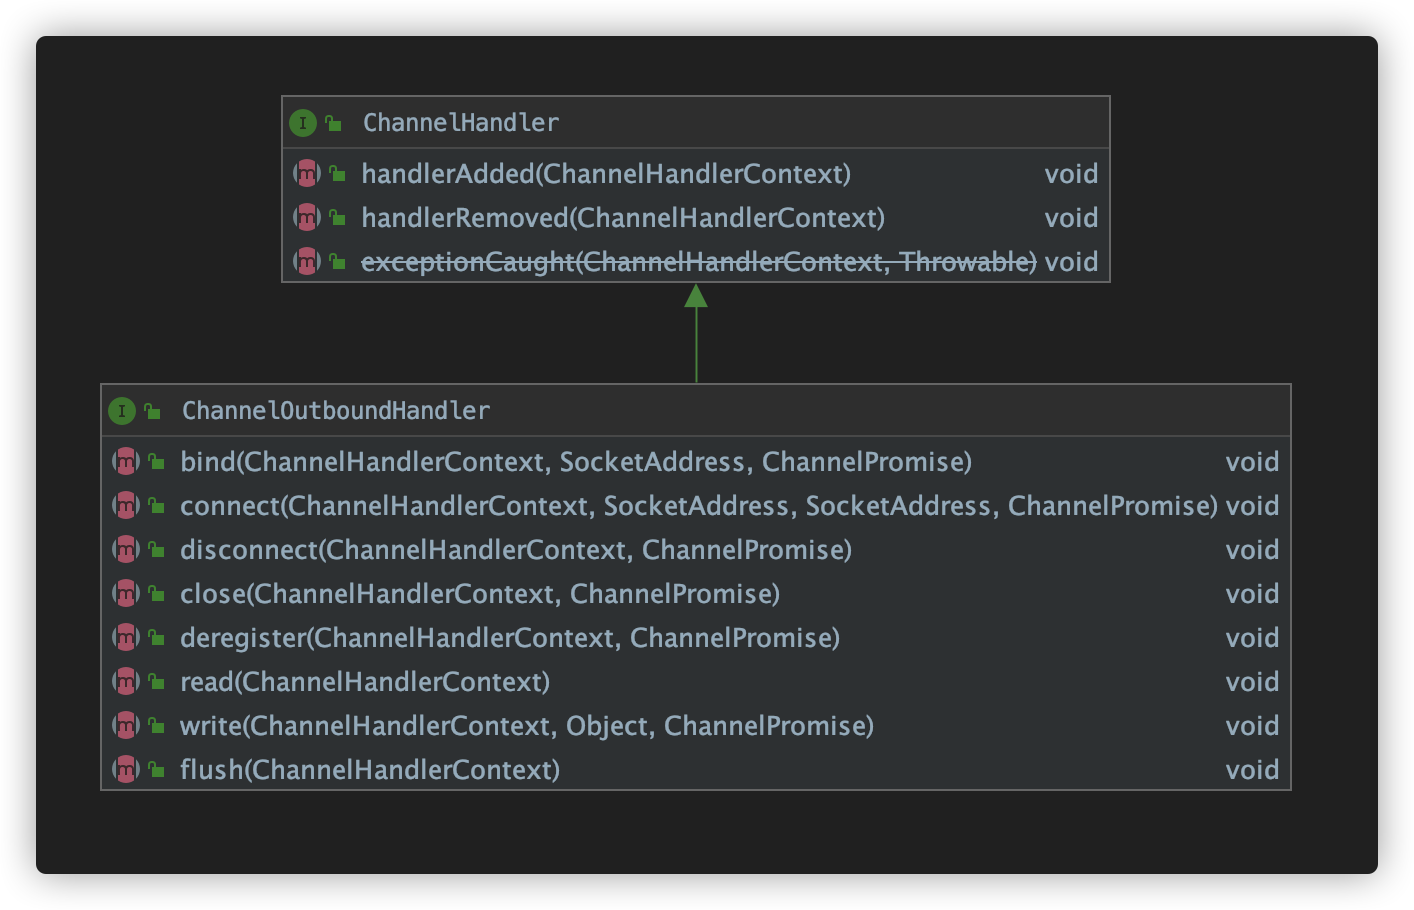 I ChannelHandler
m handlerAdded(ChannelHandlerContext) void
m handlerRemoved(ChannelHandlerContext) void
m exceptionCaught(ChannelHandlerContext, Throwable) void
I ChannelOutboundHandler
m bind(ChannelHandlerContext, SocketAddress, ChannelPromise) void
m connect(ChannelHandlerContext, SocketAddress, SocketAddress, ChannelPromise) void
m disconnect(ChannelHandlerContext, ChannelPromise) void
m close(ChannelHandlerContext, ChannelPromise) void
m deregister(ChannelHandlerContext, ChannelPromise) void
m read(ChannelHandlerContext) void
m write(ChannelHandlerContext, Object, ChannelPromise) void
m flush(ChannelHandlerContext) void